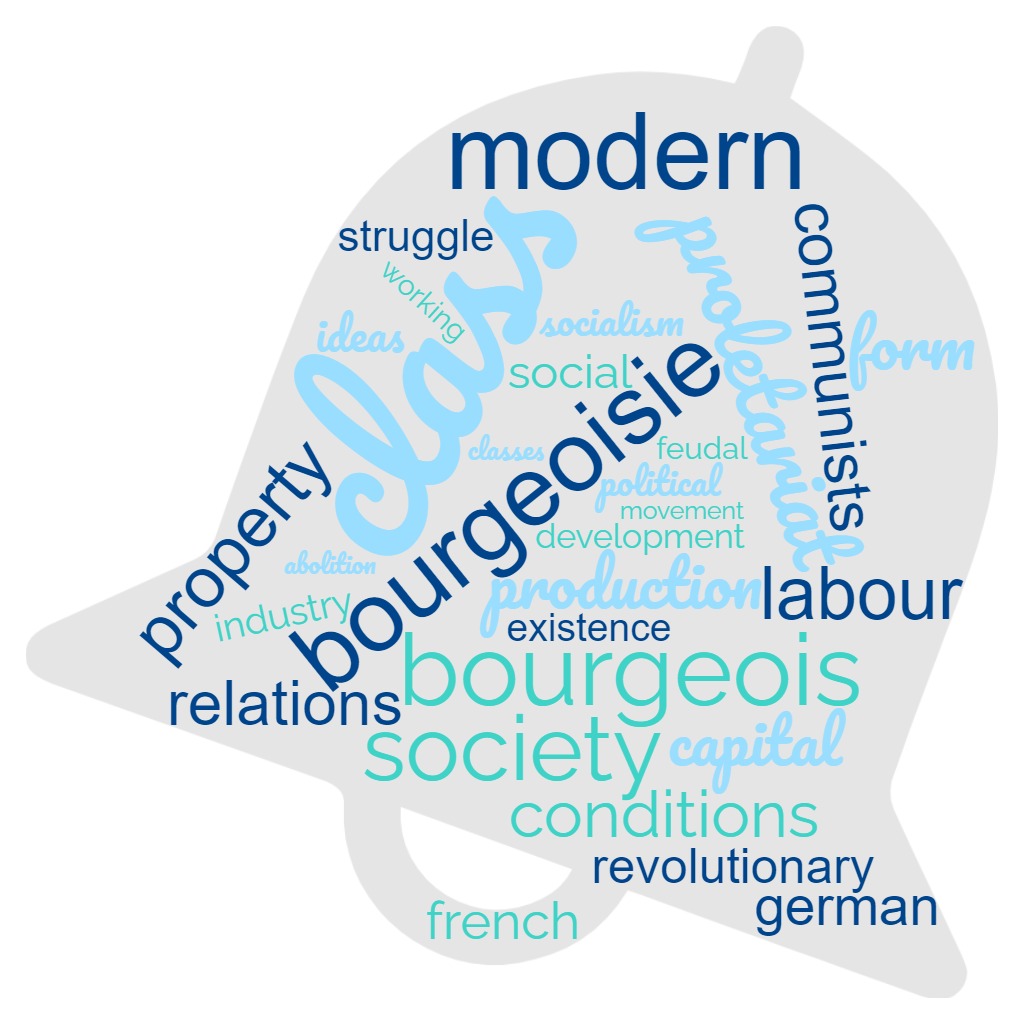 modern
struggle
communists
class
proletariat
working
ideas
socialism
form
social
bourgeoisie
feudal
classes
political
property
movement
development
abolition
production
labour
industry
existence
bourgeois
relations
society
capital
conditions
revolutionary
german
french